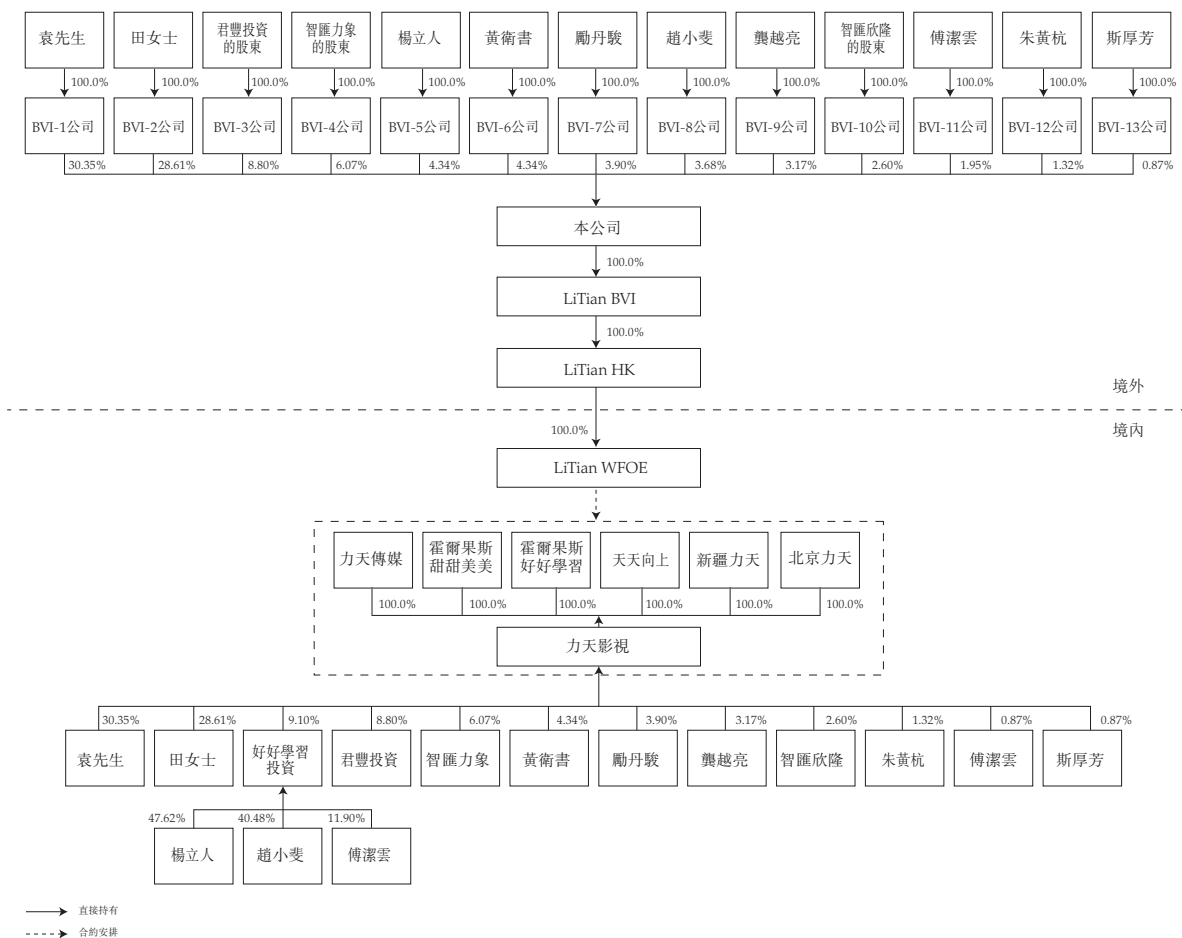 袁先生
田女士
君豐投資
的股東
智匯力象
的股東
楊立人
黃衛書
勵丹駿
趙小斐
龔越亮
智匯欣隆
的股東
傅潔雲
朱黃杭
斯厚芳
100.0% 100.0% 100.0% 100.0% 100.0% 100.0% 100.0% 100.0% 100.0% 100.0% 100.0% 100.0% 100.0%
BVI-1公司 BVI-2公司 BVI-3公司 BVI-4公司 BVI-5公司 BVI-6公司 BVI-7公司 BVI-8公司 BVI-9公司 BVI-10公司 BVI-11公司 BVI-12公司 BVI-13公司
30.35% 28.61% 8.80% 6.07% 4.34% 4.34% 3.90% 3.68% 3.17% 2.60% 1.95% 1.32% 0.87%
本公司
100.0%
LiTian BVI
100.0%
LiTian HK
境外
100.0%
境內
LiTian WFOE
力天傳媒
霍爾果斯
甜甜美美
霍爾果斯
好好學習
天天向上
新疆力天
北京力天
100.0% 100.0% 100.0% 100.0% 100.0% 100.0%
力天影視
30.35% 28.61% 9.10% 8.80% 6.07% 4.34% 3.90% 3.17% 2.60% 1.32% 0.87% 0.87%
袁先生
田女士
好好學習
投資
君豐投資
智匯力象
黃衛書
勵丹駿
龔越亮
智匯欣隆
朱黃杭
傅潔雲
斯厚芳
47.62% 40.48% 11.90%
楊立人 趙小斐 傅潔雲
直接持有
合約安排